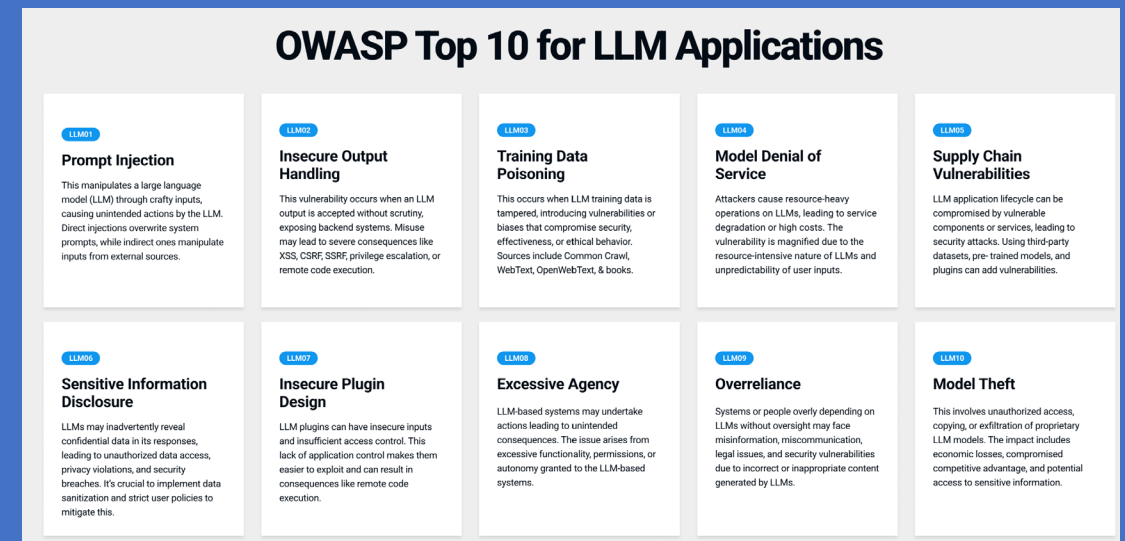 OWASP Top 10 for LLM Applications
LLM01
Prompt Injection
This manipulates a large language
model (LLM) through crafty inputs,
causing unintended actions by the LLM.
Direct injections overwrite system
prompts, while indirect ones manipulate
inputs from external sources.
LLM02
Insecure Output
Handling
This vulnerability occurs when an LLM
output is accepted without scrutiny,
exposing backend systems. Misuse
may lead to severe consequences like
XSS, CSRF, SSRF, privilege escalation, or
remote code execution.
LLM03
Training Data
Poisoning
This occurs when LLM training data is
tampered, introducing vulnerabilities or
biases that compromise security,
effectiveness, or ethical behavior.
Sources include Common Crawl,
WebText, OpenWebText, & books.
LLM04
Model Denial of
Service
Attackers cause resource-heavy
operations on LLMs, leading to service
degradation or high costs. The
vulnerability is magnified due to the
resource-intensive nature of LLMs and
unpredictability of user inputs.
LLM05
Supply Chain
Vulnerabilities
LLM application lifecycle can be
compromised by vulnerable
components or services, leading to
security attacks. Using third-party
datasets, pre- trained models, and
plugins can add vulnerabilities.
LLM06
Sensitive Information
Disclosure
LLMs may inadvertently reveal
confidential data in its responses,
leading to unauthorized data access,
privacy violations, and security
breaches. It's crucial to implement data
sanitization and strict user policies to
mitigate this.
LLM07
Insecure Plugin
Design
LLM plugins can have insecure inputs
and insufficient access control. This
lack of application control makes them
easier to exploit and can result in
consequences like remote code
execution.
LLM08
Excessive Agency
LLM-based systems may undertake
actions leading to unintended
consequences. The issue arises from
excessive functionality, permissions, or
autonomy granted to the LLM-based
systems.
LLM09
Overreliance
Systems or people overly depending on
LLMs without oversight may face
misinformation, miscommunication,
legal issues, and security vulnerabilities
due to incorrect or inappropriate content
generated by LLMs.
LLM10
Model Theft
This involves unauthorized access,
copying, or exfiltration of proprietary
LLM models. The impact includes
economic losses, compromised
competitive advantage, and potential
access to sensitive information.